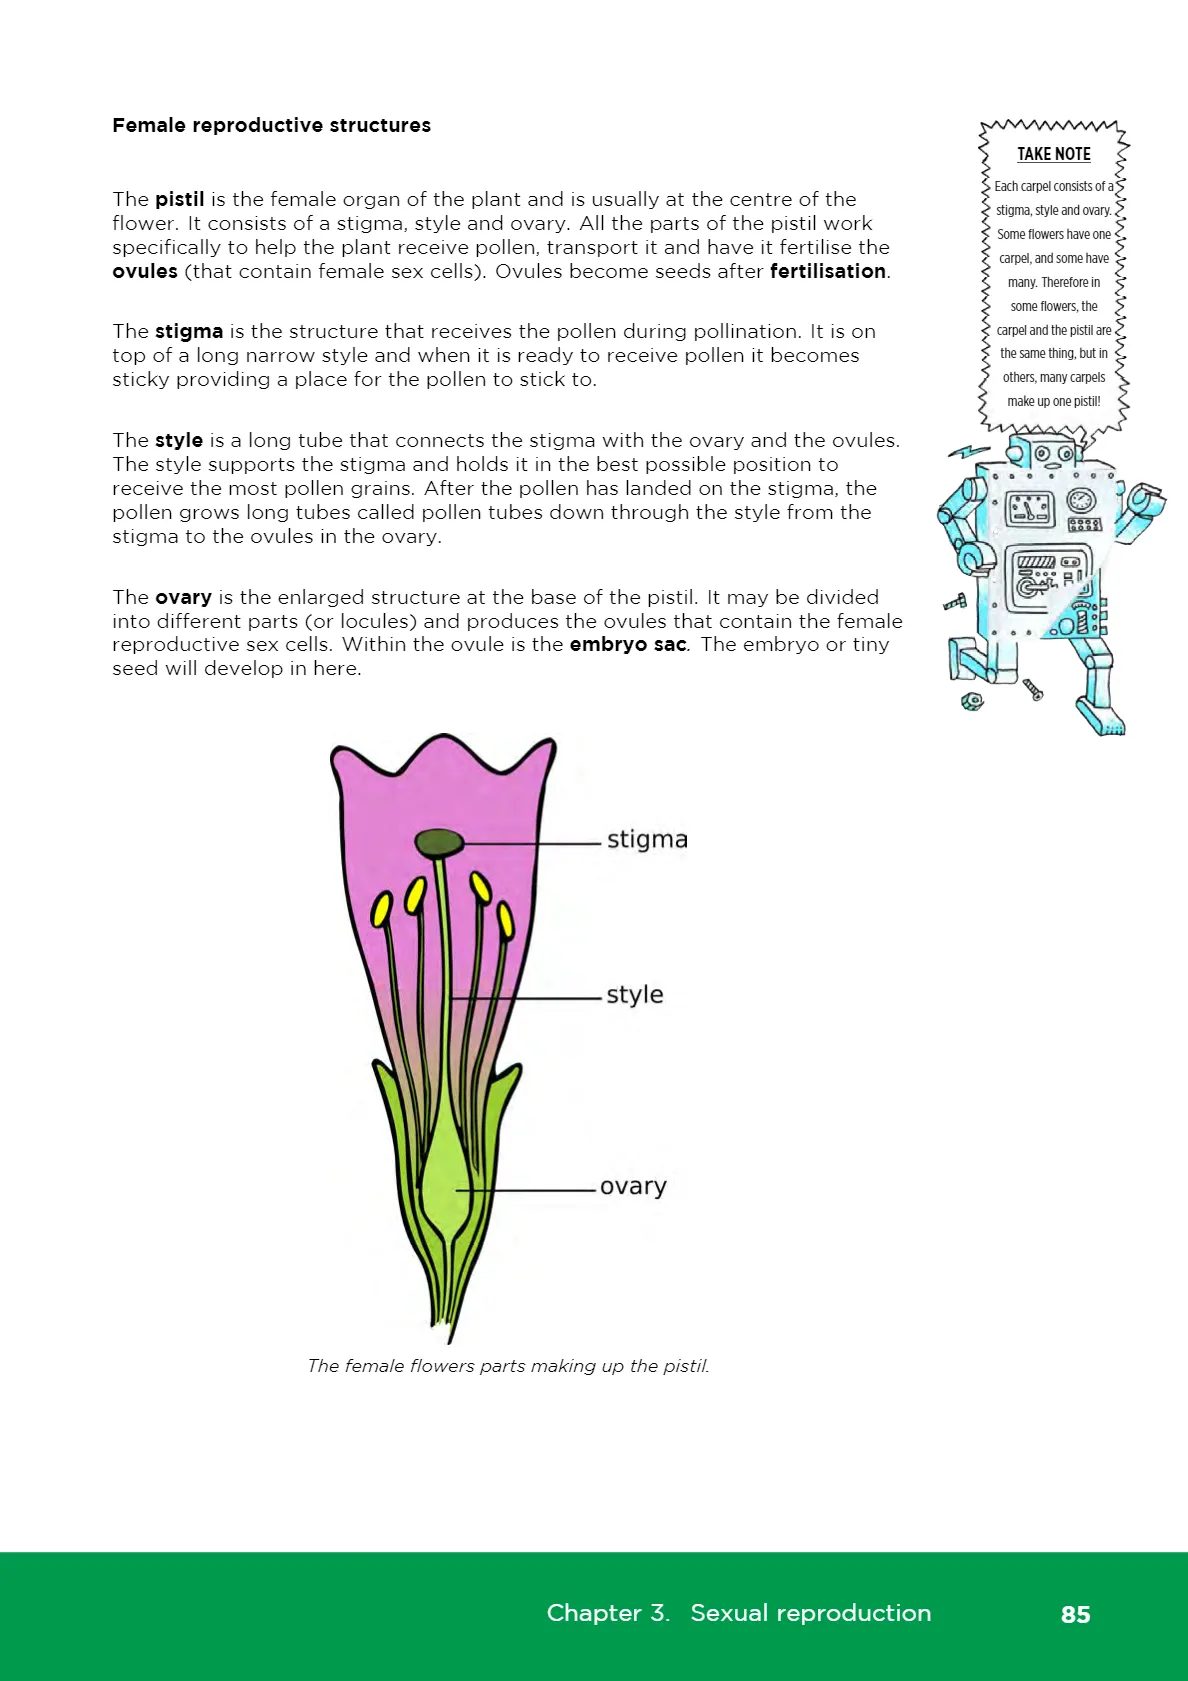 Female reproductive structures
The pistil is the female organ of the plant and is usually at the centre of the
flower. It consists of a stigma, style and ovary. All the parts of the pistil work
specifically to help the plant receive pollen, transport it and have it fertilise the
ovules (that contain female sex cells). Ovules become seeds after fertilisation.
The stigma is the structure that receives the pollen during pollination. It is on
top of a long narrow style and when it is ready to receive pollen it becomes
sticky providing a place for the pollen to stick to.
The style is a long tube that connects the stigma with the ovary and the ovules.
The style supports the stigma and holds it in the best possible position to
receive the most pollen grains. After the pollen has landed on the stigma, the
pollen grows long tubes called pollen tubes down through the style from the
stigma to the ovules in the ovary.
The ovary is the enlarged structure at the base of the pistil. It may be divided
into different parts (or locules) and produces the ovules that contain the female
reproductive sex cells. Within the ovule is the embryo sac. The embryo or tiny
seed will develop in here.
TAKE NOTE
Each carpel consists of a
stigma, style and ovary.
Some flowers have one
carpel, and some have
many. Therefore in
some flowers, the
carpel and the pistil are
the same thing, but in
others, many carpels
make up one pistil!
stigma
style
ovary
The female flowers parts making up the pistil.
Chapter 3. Sexual reproduction 85